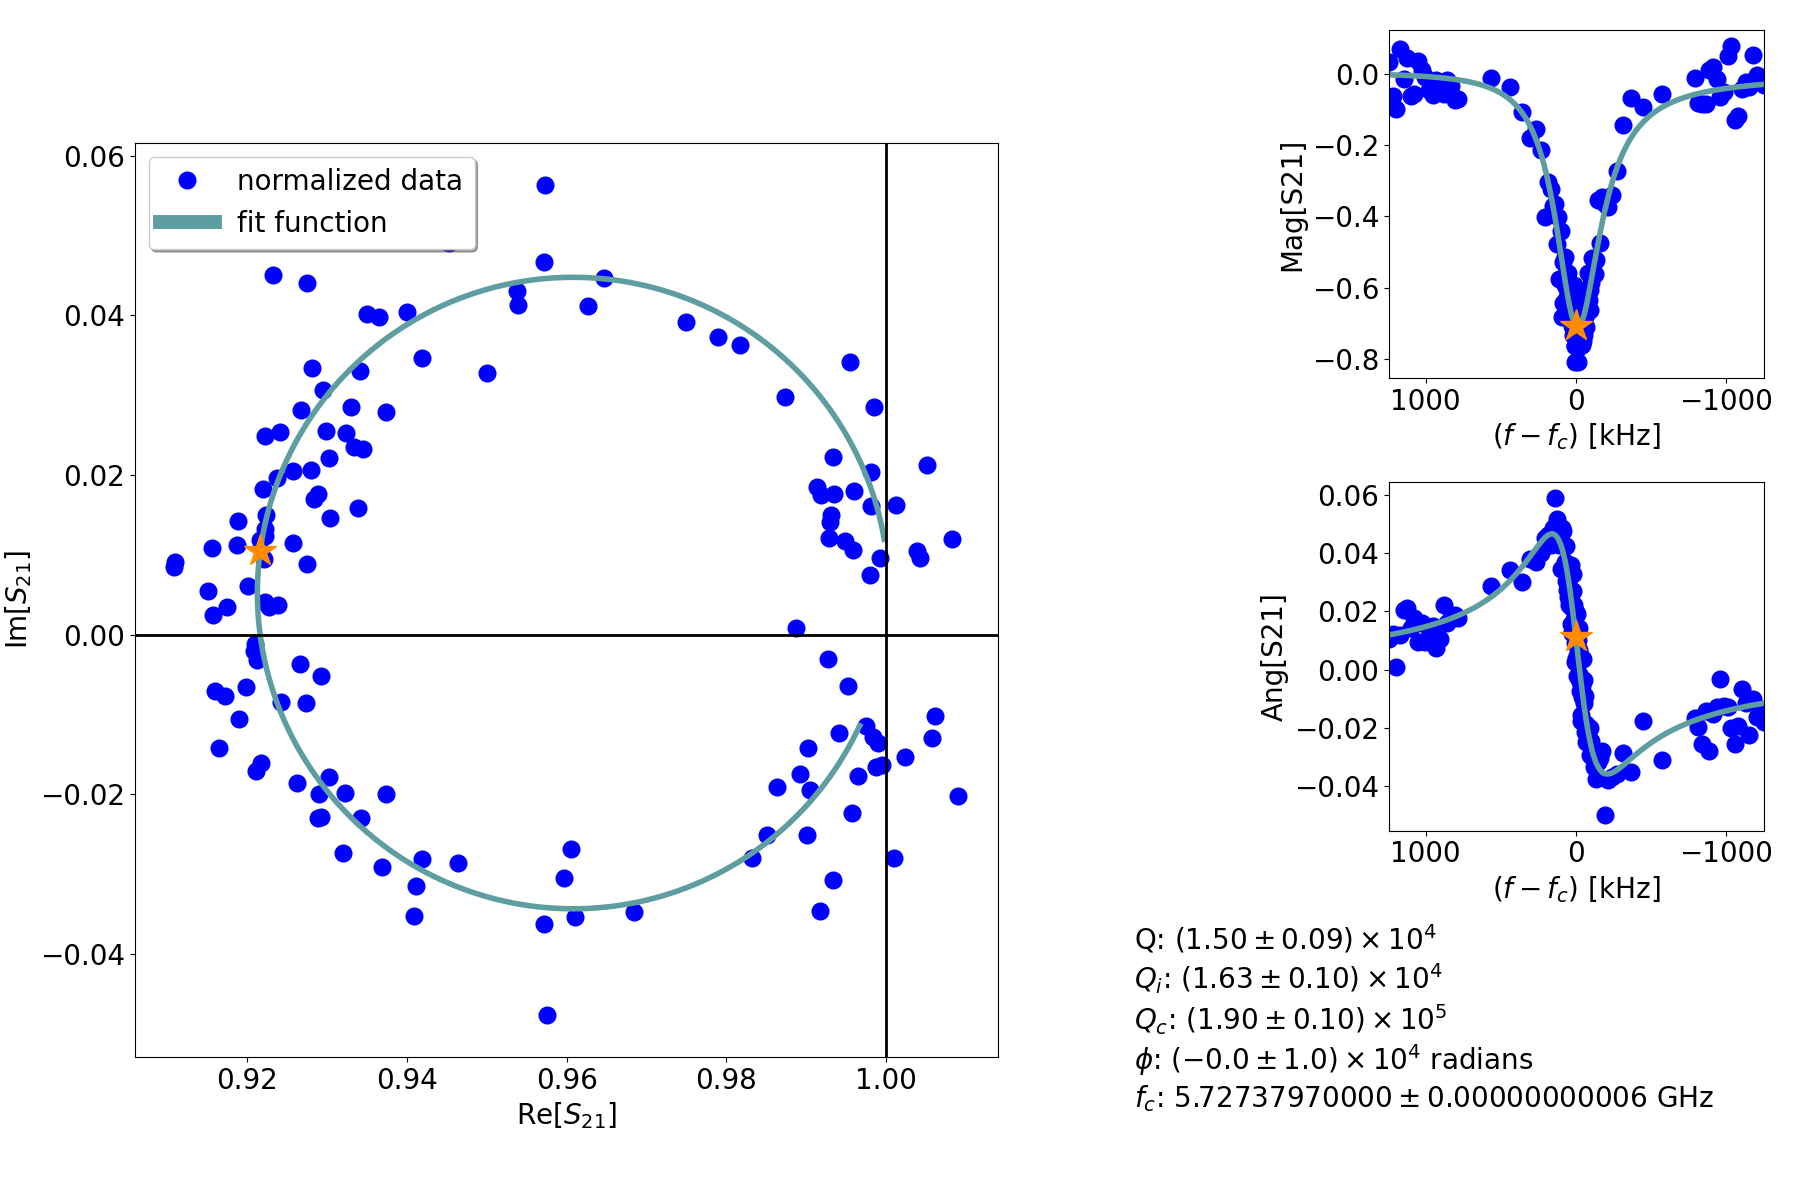 normalized data
fit function
0.06
0.04
0.02
0.00
−0.02
−0.04
Im[S21]
0.92 0.94 0.96 0.98 1.00
Re[S21]
0.0
−0.2
−0.4
−0.6
−0.8
Mag[S21]
1000 0 −1000
(f − fc) [kHz]
0.06
0.04
0.02
0.00
−0.02
−0.04
Ang[S21]
1000 0 −1000
(f − fc) [kHz]
Q: (1.50 ± 0.09) × 10^4
Qi: (1.63 ± 0.10) × 10^4
Qc: (1.90 ± 0.10) × 10^5
ϕ: (−0.0 ± 1.0) × 10^4 radians
fc: 5.72737970000 ± 0.00000000006 GHz